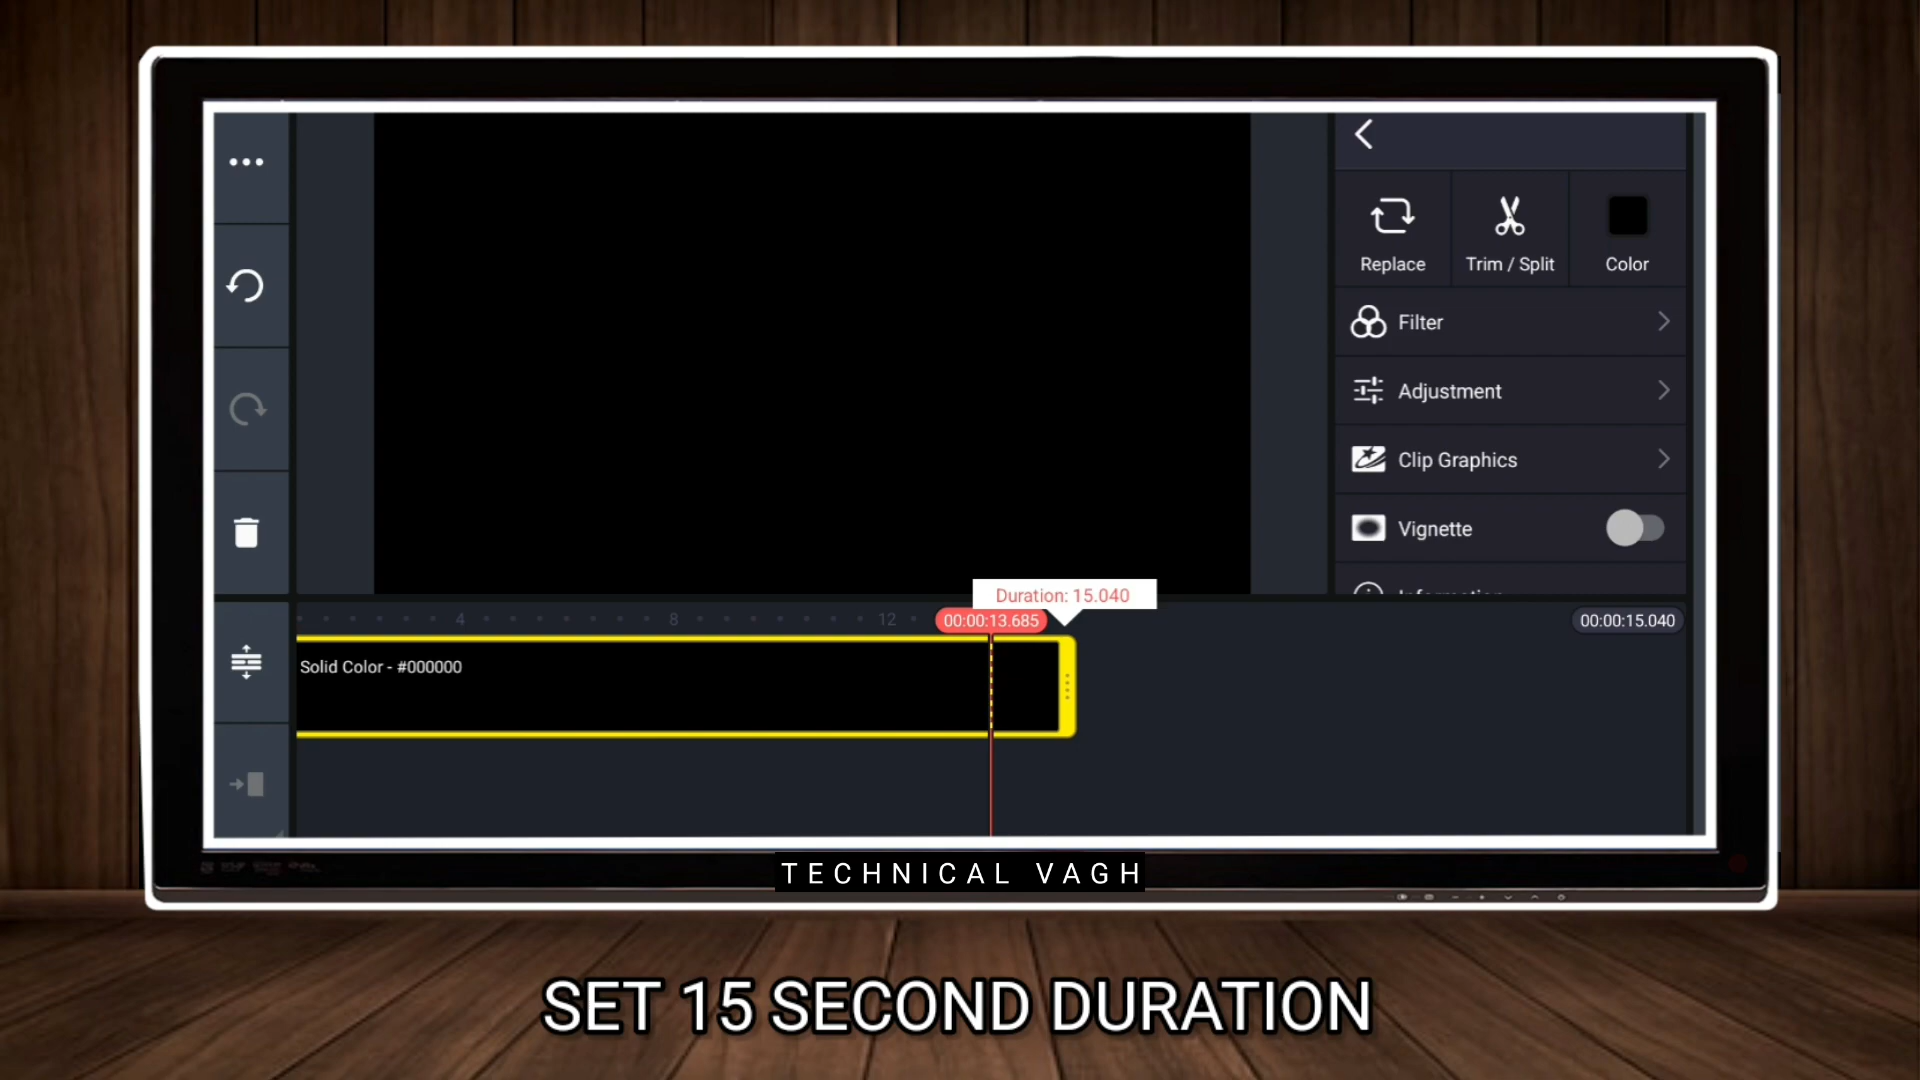 Replace
Trim / Split
Color
Filter
Adjustment
Clip Graphics
Vignette
Duration: 15.040
4
8
12
00:00:13.685
00:00:15.040
Solid Color - #000000
TECHNICAL VAGH
SET 15 SECOND DURATION